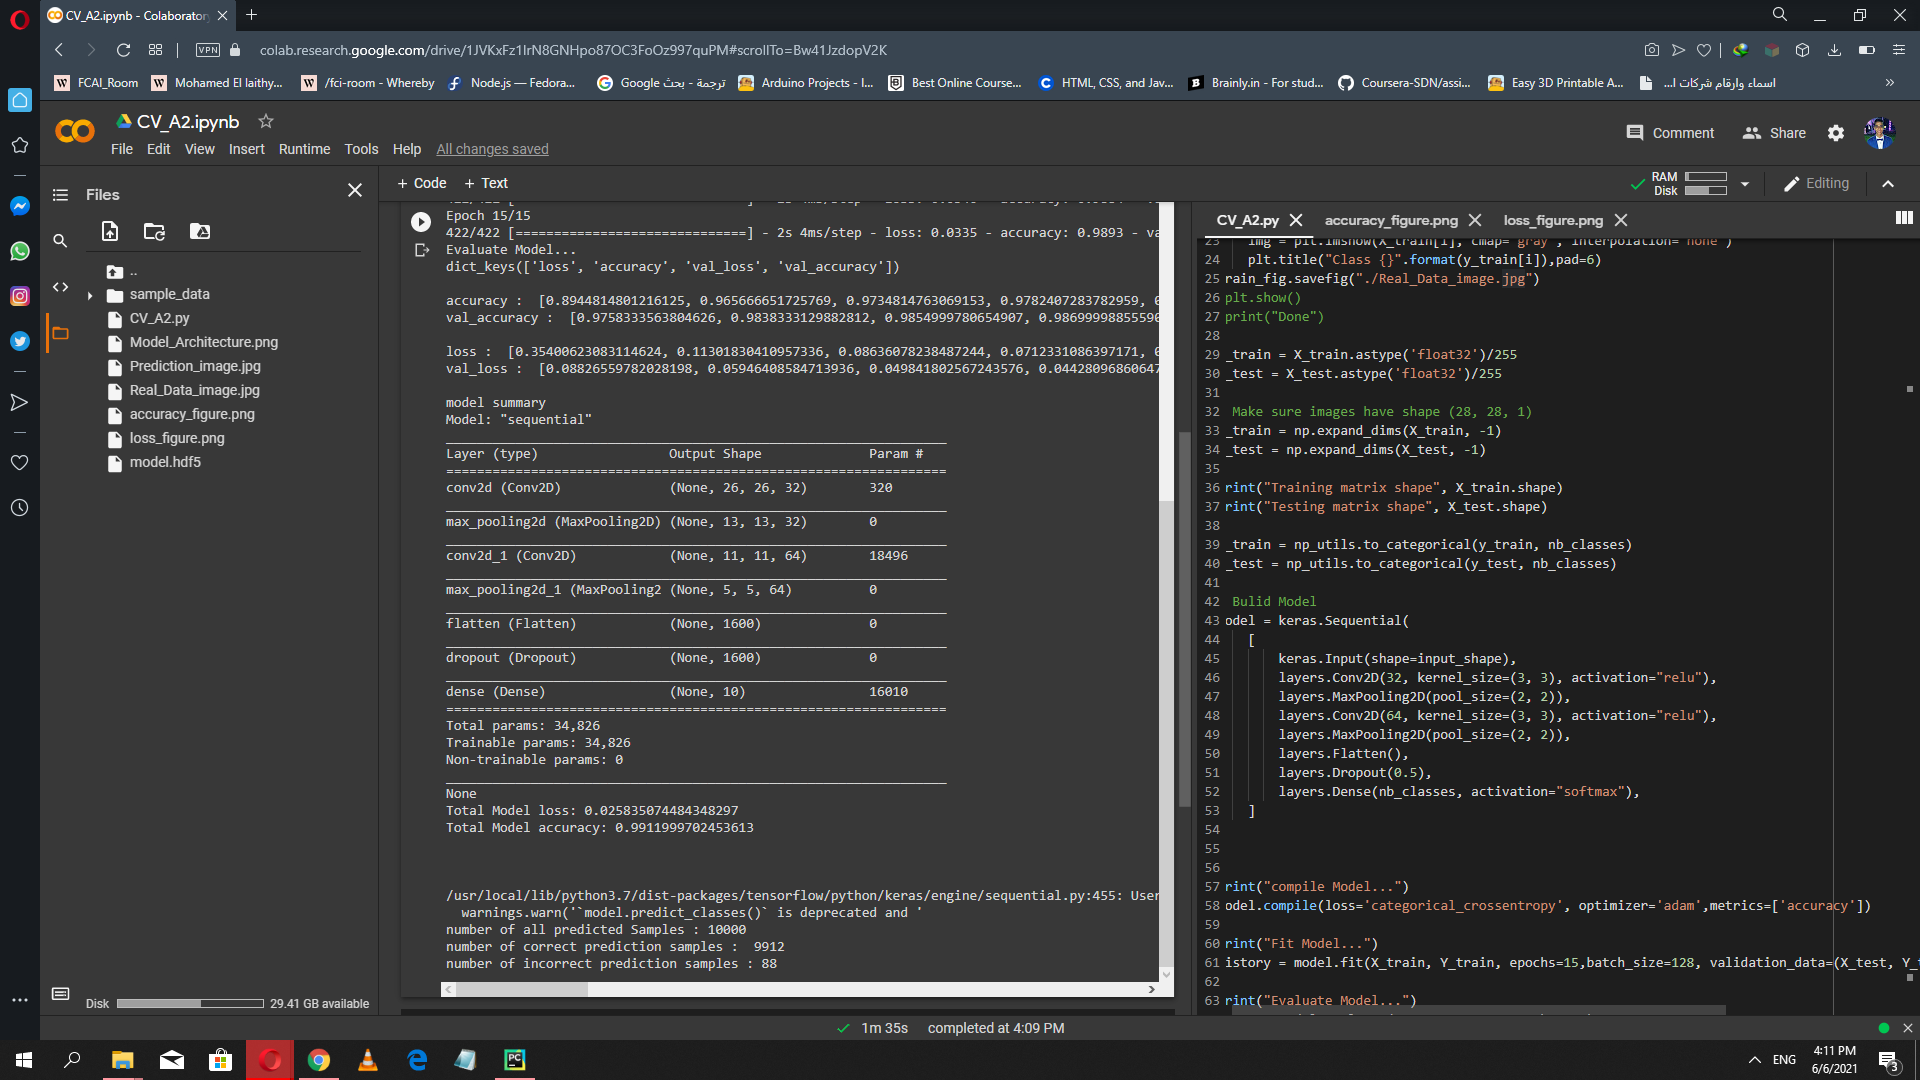 CV_A2.ipynb - Colaboratory
VPN
colab.research.google.com/drive/1JVKxFz1IrN8GNHpo87OC3FoOz997quPM#scrollTo=Bw41JzdopV2K
FCAI_Room
Mohamed El laithy...
/fci-room - Whereby
Node.js — Fedora...
Google ترجمة - بحث
Arduino Projects - I...
Best Online Course...
HTML, CSS, and Jav...
Brainly.in - For stud...
Coursera-SDN/assi...
Easy 3D Printable A...
اسماء وارقام شركات ا...
CV_A2.ipynb
File Edit View Insert Runtime Tools Help All changes saved
Comment
Share
Files
+ Code + Text
RAM
Disk
Editing
..
sample_data
CV_A2.py
Model_Architecture.png
Prediction_image.jpg
Real_Data_image.jpg
accuracy_figure.png
loss_figure.png
model.hdf5
Disk
29.41 GB available
Epoch 15/15
422/422 [==============================] - 2s 4ms/step - loss: 0.0335 - accuracy: 0.9893 - va
Evaluate Model...
dict_keys(['loss', 'accuracy', 'val_loss', 'val_accuracy'])
accuracy : [0.8944814801216125, 0.965666651725769, 0.9734814763069153, 0.9782407283782959, 0
val_accuracy : [0.9758333563804626, 0.9838333129882812, 0.9854999780654907, 0.98699998855590
loss : [0.35400623083114624, 0.11301830410957336, 0.08636078238487244, 0.0712331086397171, 0
val_loss : [0.08826559782028198, 0.05946408584713936, 0.049841802567243576, 0.04428096860647
model summary
Model: "sequential"
_________________________________________________________________
Layer (type) Output Shape Param #
=================================================================
conv2d (Conv2D) (None, 26, 26, 32) 320
_________________________________________________________________
max_pooling2d (MaxPooling2D) (None, 13, 13, 32) 0
_________________________________________________________________
conv2d_1 (Conv2D) (None, 11, 11, 64) 18496
_________________________________________________________________
max_pooling2d_1 (MaxPooling2 (None, 5, 5, 64) 0
_________________________________________________________________
flatten (Flatten) (None, 1600) 0
_________________________________________________________________
dropout (Dropout) (None, 1600) 0
_________________________________________________________________
dense (Dense) (None, 10) 16010
=================================================================
Total params: 34,826
Trainable params: 34,826
Non-trainable params: 0
_________________________________________________________________
None
Total Model loss: 0.025835074484348297
Total Model accuracy: 0.9911999702453613
/usr/local/lib/python3.7/dist-packages/tensorflow/python/keras/engine/sequential.py:455: User
warnings.warn('`model.predict_classes()` is deprecated and '
number of all predicted Samples : 10000
number of correct prediction samples : 9912
number of incorrect prediction samples : 88
CV_A2.py accuracy_figure.png loss_figure.png
23 img = plt.imshow(X_train[i], cmap='gray', interpolation='none')
24 plt.title("Class {}".format(y_train[i]),pad=6)
25 rain_fig.savefig("./Real_Data_image.jpg")
26 plt.show()
27 print("Done")
28
29 _train = X_train.astype('float32')/255
30 _test = X_test.astype('float32')/255
31
32 Make sure images have shape (28, 28, 1)
33 _train = np.expand_dims(X_train, -1)
34 _test = np.expand_dims(X_test, -1)
35
36 rint("Training matrix shape", X_train.shape)
37 rint("Testing matrix shape", X_test.shape)
38
39 _train = np_utils.to_categorical(y_train, nb_classes)
40 _test = np_utils.to_categorical(y_test, nb_classes)
41
42 Bulid Model
43 odel = keras.Sequential(
44 [
45 keras.Input(shape=input_shape),
46 layers.Conv2D(32, kernel_size=(3, 3), activation="relu"),
47 layers.MaxPooling2D(pool_size=(2, 2)),
48 layers.Conv2D(64, kernel_size=(3, 3), activation="relu"),
49 layers.MaxPooling2D(pool_size=(2, 2)),
50 layers.Flatten(),
51 layers.Dropout(0.5),
52 layers.Dense(nb_classes, activation="softmax"),
53 ]
54
55
56
57 rint("compile Model...")
58 odel.compile(loss='categorical_crossentropy', optimizer='adam',metrics=['accuracy'])
59
60 rint("Fit Model...")
61 istory = model.fit(X_train, Y_train, epochs=15,batch_size=128, validation_data=(X_test, Y_
62
63 rint("Evaluate Model...")
1m 35s completed at 4:09 PM
ENG
4:11 PM
6/6/2021
3